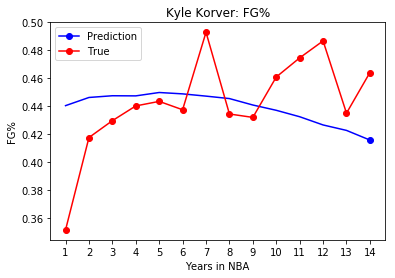 Kyle Korver: FG%
Prediction
True
FG%
0.50
0.48
0.46
0.44
0.42
0.40
0.38
0.36
1 2 3 4 5 6 7 8 9 10 11 12 13 14
Years in NBA